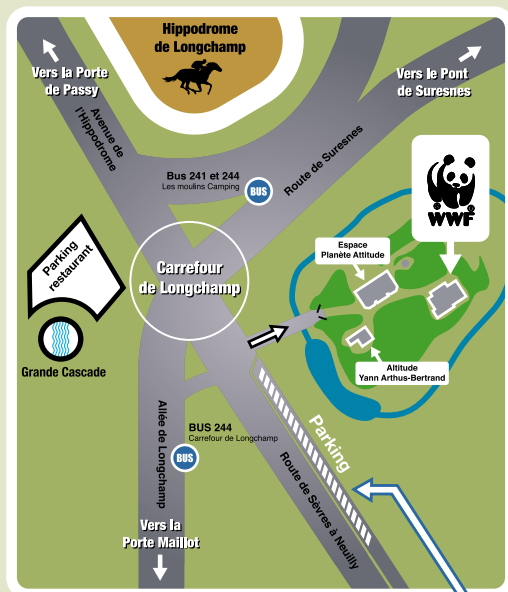 Hippodrome
de Longchamp
Vers la Porte
de Passy
Vers le Pont
de Suresnes
Avenue de
l'Hippodrome
Route de Suresnes
Bus 241 et 244
Les moulins Camping
BUS
WWF
Espace
Planète Attitude
Parking
restaurant
Carrefour
de Longchamp
Grande Cascade
Altitude
Yann Arthus-Bertrand
Allée de Longchamp
BUS 244
Carrefour de Longchamp
BUS
Parking
Route de Sèvres à Neuilly
Vers la
Porte Maillot